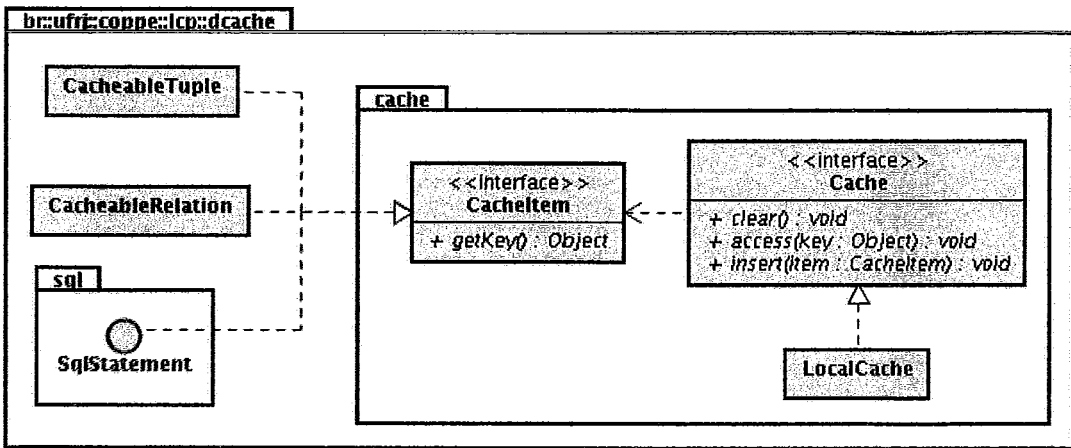 br::ufrj::coppe::lcp::dcache
CacheableTuple
cache
<<interface>>
CacheItem
+ getKey() : Object
<<interface>>
Cache
+ clear() : void
+ access(key : Object) : void
+ insert(item : CacheItem) : void
CacheableRelation
sql
SqlStatement
LocalCache